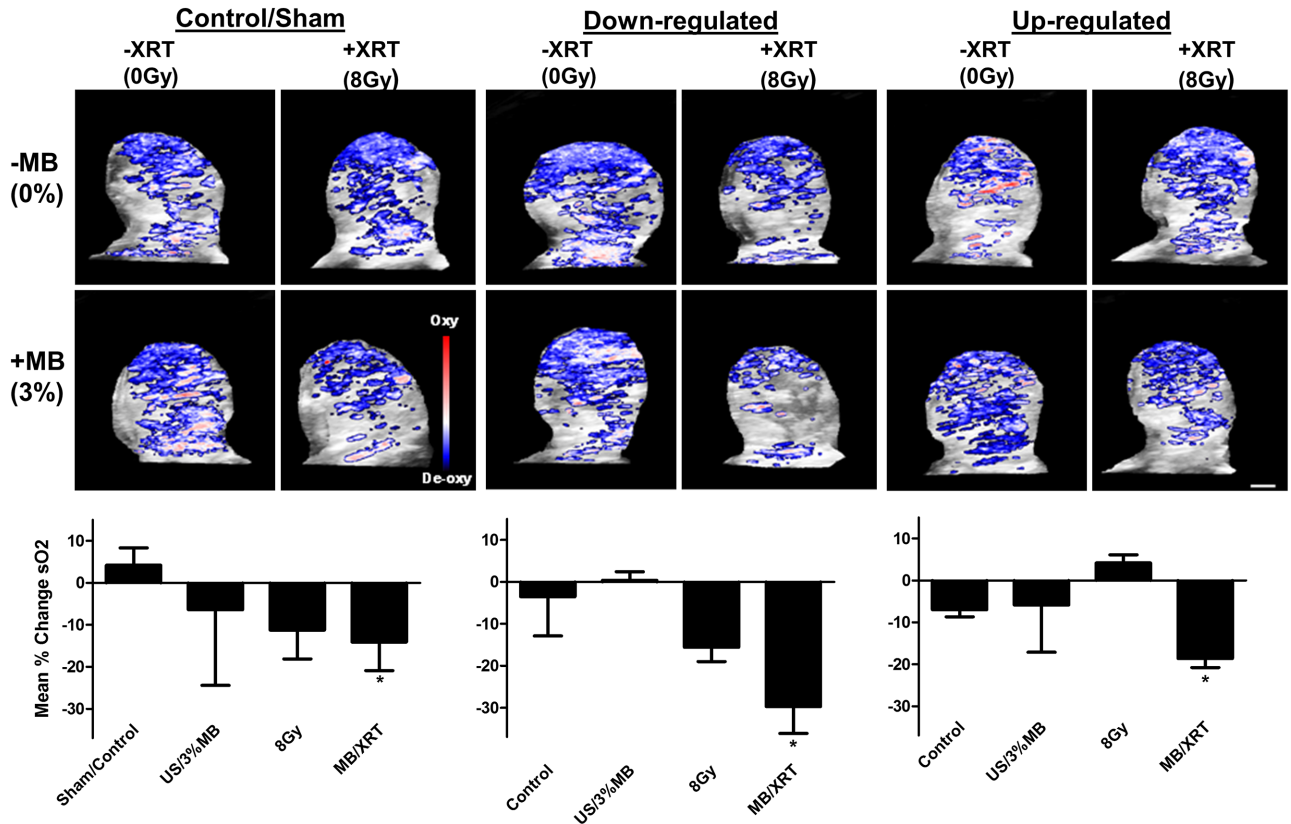 Control/Sham Down-regulated Up-regulated
-XRT +XRT -XRT +XRT -XRT +XRT
(0Gy) (8Gy) (0Gy) (8Gy) (0Gy) (8Gy)
-MB
(0%)
+MB
(3%)
Oxy
De-oxy
Mean % Change sO2
10
0
-10
-20
-30
Sham/Control
US/3%MB
8Gy
MB/XRT
*
10
0
-10
-20
-30
Control
US/3%MB
8Gy
MB/XRT
*
10
0
-10
-20
-30
Control
US/3%MB
8Gy
MB/XRT
*